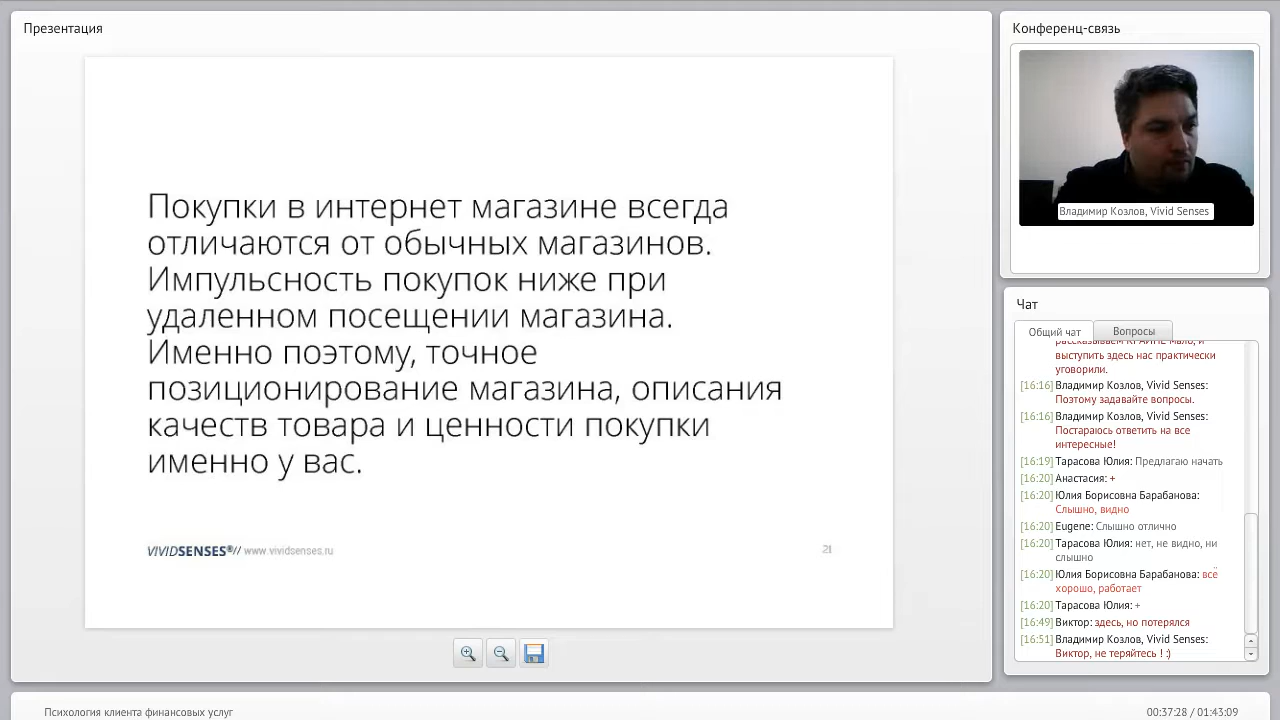 Презентация
Покупки в интернет магазине всегда
отличаются от обычных магазинов.
Импульсность покупок ниже при
удаленном посещении магазина.
Именно поэтому, точное
позиционирование магазина, описания
качеств товара и ценности покупки
именно у вас.
VIVIDSENSES®// www.vividsenses.ru
21
Конференц-связь
Владимир Козлов, Vivid Senses
Чат
Общий чат
Вопросы
рассказываем КРАЙНЕ мало, и
выступить здесь нас практически
уговорили.
[16:16] Владимир Козлов, Vivid Senses:
Поэтому задавайте вопросы.
[16:16] Владимир Козлов, Vivid Senses:
Постараюсь ответить на все
интересные!
[16:19] Тарасова Юлия: Предлагаю начать
[16:20] Анастасия: +
[16:20] Юлия Борисовна Барабанова:
Слышно, видно
[16:20] Eugene: Слышно отлично
[16:20] Тарасова Юлия: нет, не видно, ни
слышно
[16:20] Юлия Борисовна Барабанова: всё
хорошо, работает
[16:20] Тарасова Юлия: +
[16:49] Виктор: здесь, но потерялся
[16:51] Владимир Козлов, Vivid Senses:
Виктор, не теряйтесь ! :)
Психология клиента финансовых услуг
00:37:28 / 01:43:09